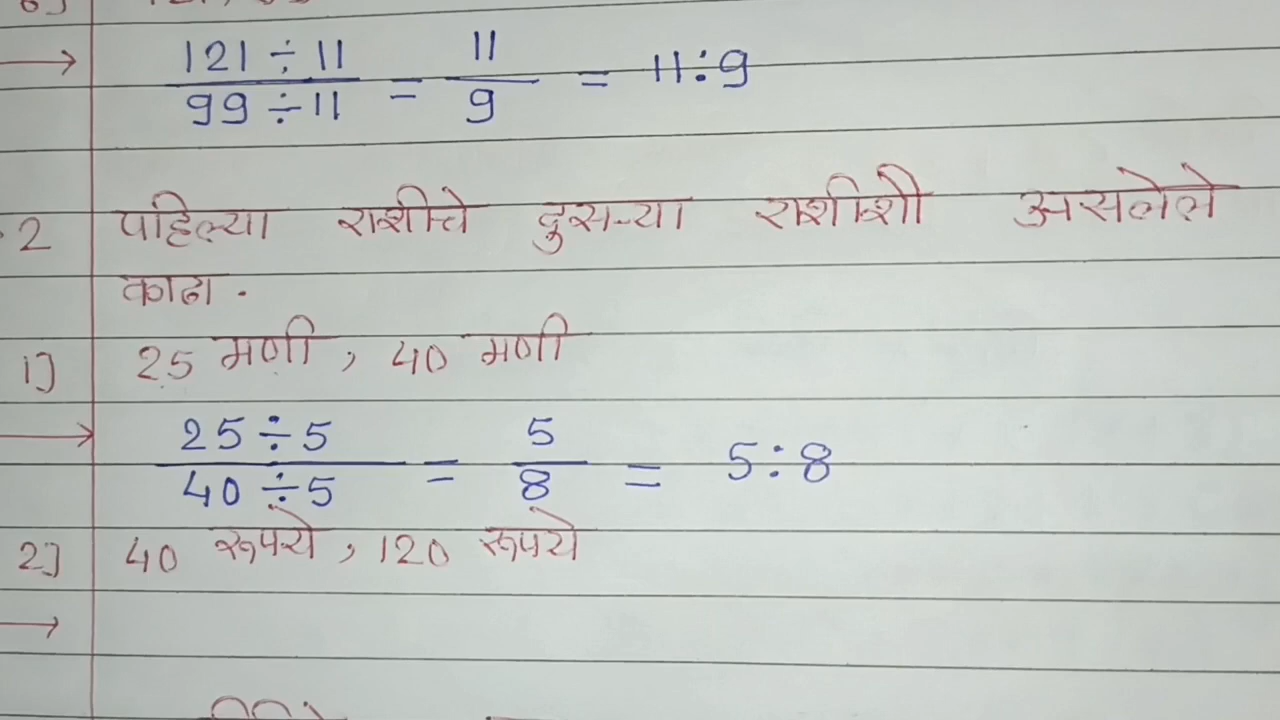 121 ÷ 11 / 99 ÷ 11 = 11 / 9 = 11:9
2 पहिल्या राशीचे दुसऱ्या राशीशी असलेले
काढा .
1] 25 मणी , 40 मणी
→ 25 ÷ 5 / 40 ÷ 5 = 5 / 8 = 5:8
2] 40 रूपये , 120 रूपये
→